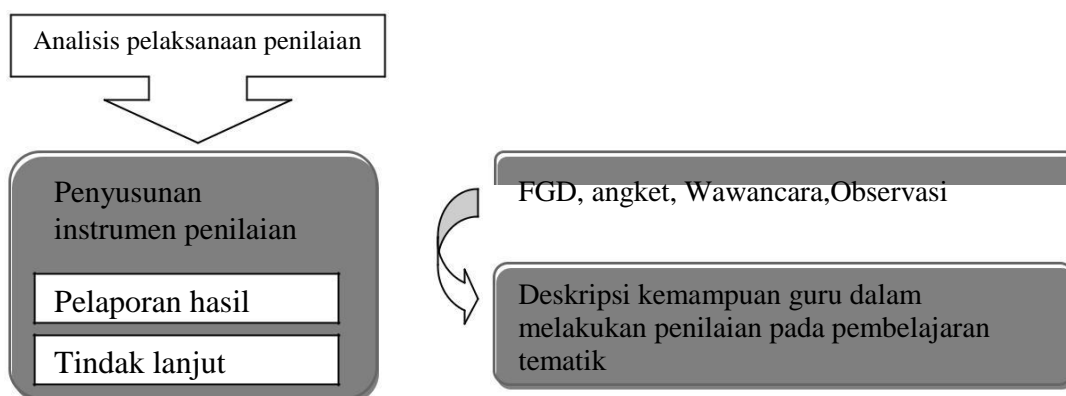 Analisis pelaksanaan penilaian
Penyusunan
instrumen penilaian
Pelaporan hasil
Tindak lanjut
FGD, angket, Wawancara,Observasi
Deskripsi kemampuan guru dalam
melakukan penilaian pada pembelajaran
tematik